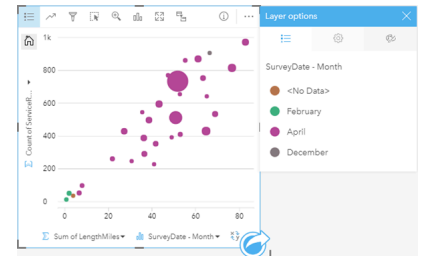 Layer options
1k
SurveyDate - Month
800
<No Data>
600
February
400
April
200
December
0
Count of ServiceR...
0
20
40
60
80
Sum of LengthMiles
SurveyDate - Month